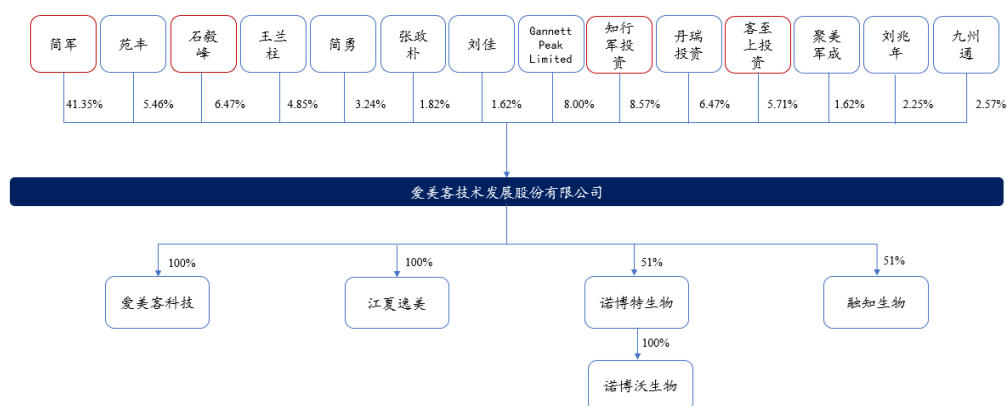 简军
苑丰
石毅
峰
王兰
柱
简勇
张政
朴
刘佳
Gannett
Peak
Limited
知行
军投
资
丹瑞
投资
客至
上投
资
聚美
军成
刘兆
年
九州
通
41.35%
5.46%
6.47%
4.85%
3.24%
1.82%
1.62%
8.00%
8.57%
6.47%
5.71%
1.62%
2.25%
2.57%
爱美客技术发展股份有限公司
100%
100%
51%
51%
爱美客科技
江夏逸美
诺博特生物
融知生物
100%
诺博沃生物